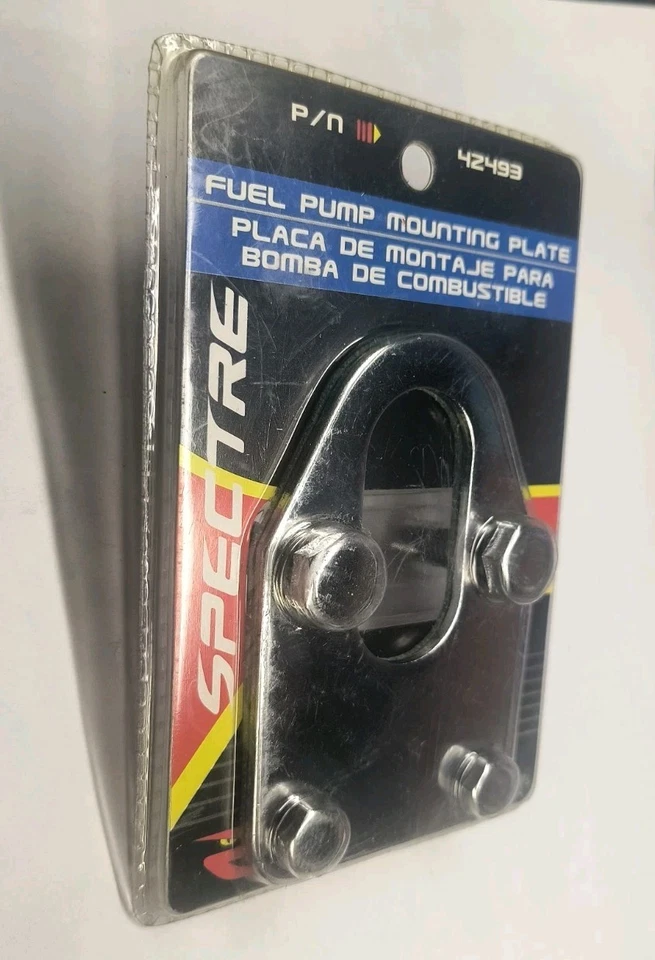 P/N 42493
FUEL PUMP MOUNTING PLATE
PLACA DE MONTAJE PARA
BOMBA DE COMBUSTIBLE
SPECTRE